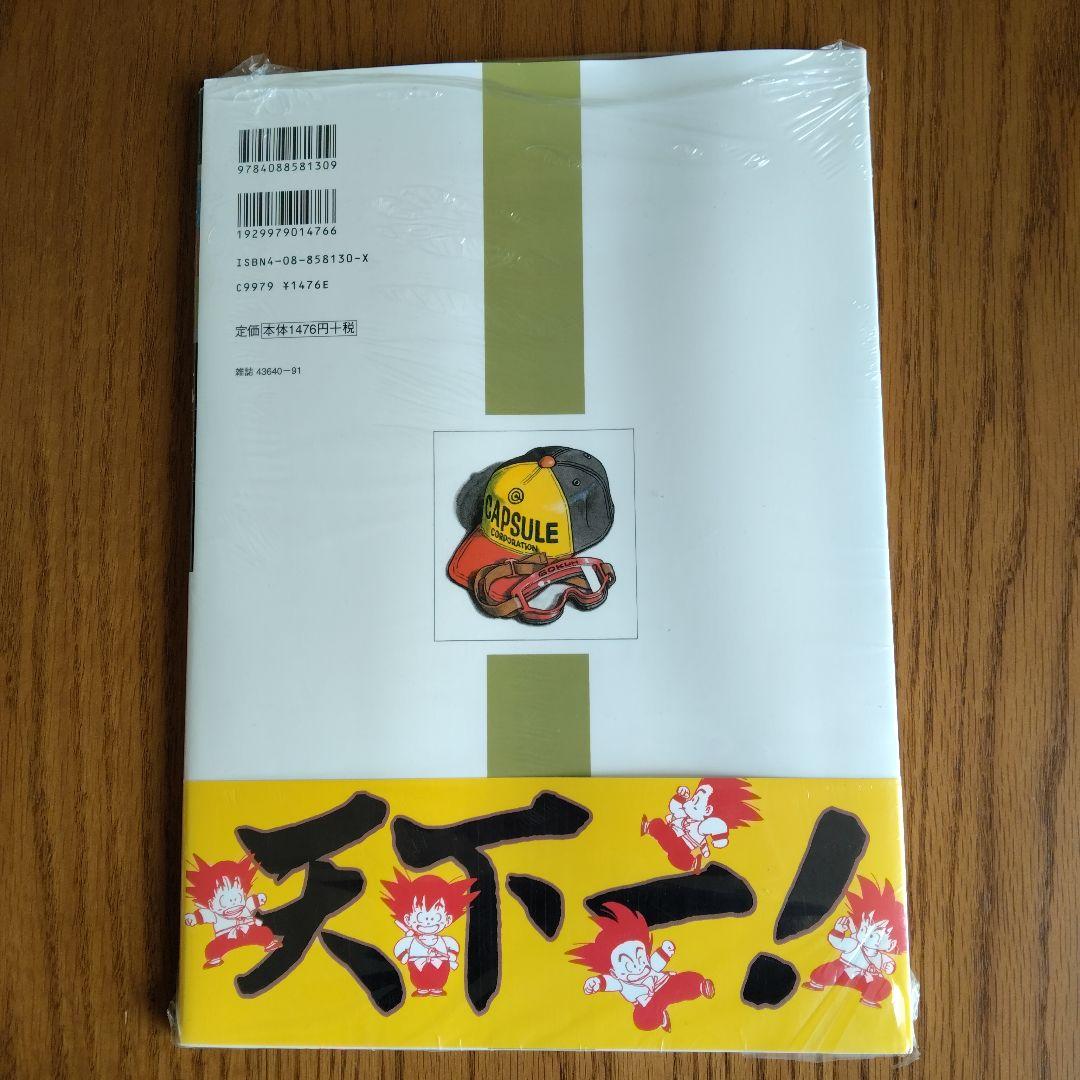 9784088581309
1929979014766
ISBN4-08-858130-X
C9979 ¥1476E
定価 本体1476円+税
雑誌 43640-91
CAPSULE
CORPORATION
GOKUH
天下一!